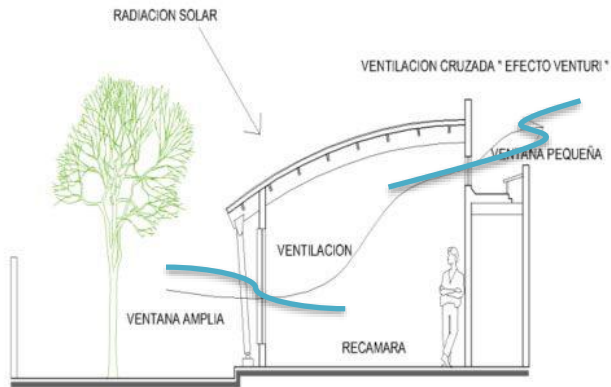 RADIACION SOLAR
VENTILACION CRUZADA " EFECTO VENTURI "
VENTANA PEQUEÑA
VENTILACION
VENTANA AMPLIA
RECAMARA